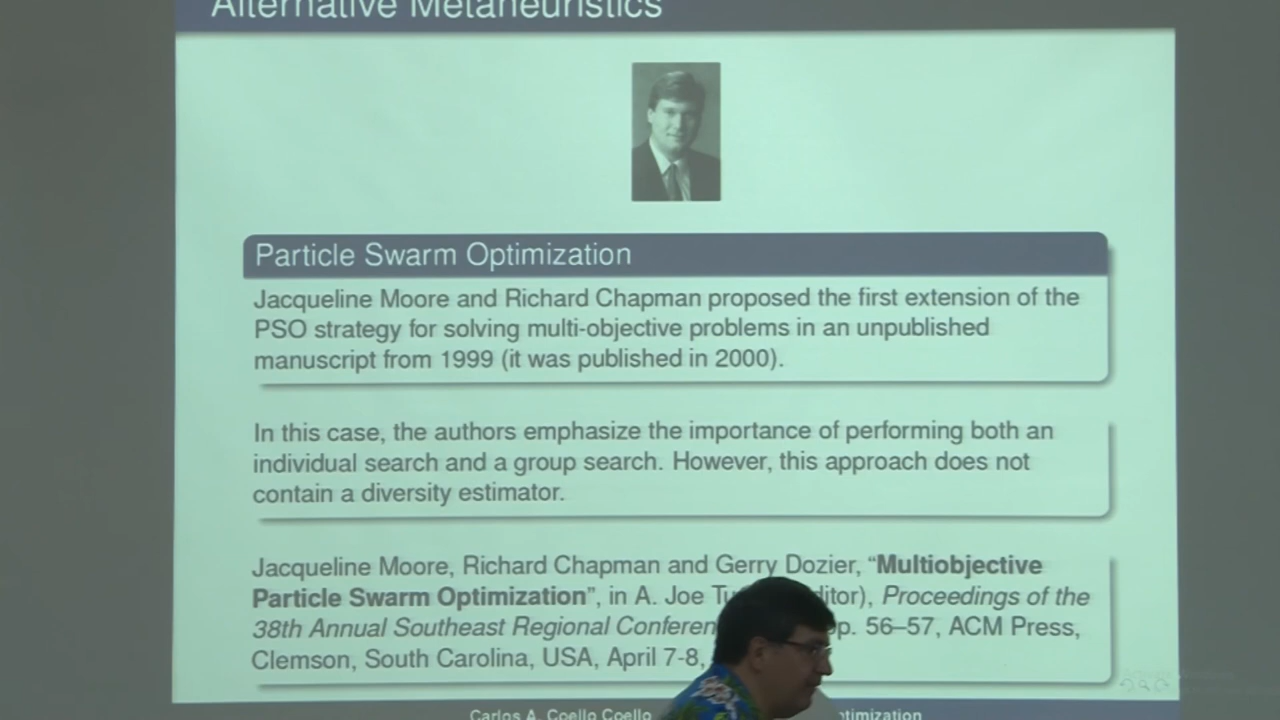 Alternative Metaheuristics
Particle Swarm Optimization
Jacqueline Moore and Richard Chapman proposed the first extension of the
PSO strategy for solving multi-objective problems in an unpublished
manuscript from 1999 (it was published in 2000).
In this case, the authors emphasize the importance of performing both an
individual search and a group search. However, this approach does not
contain a diversity estimator.
Jacqueline Moore, Richard Chapman and Gerry Dozier, “Multiobjective
Particle Swarm Optimization”, in A. Joe Tu ditor), Proceedings of the
38th Annual Southeast Regional Conferen p. 56–57, ACM Press,
Clemson, South Carolina, USA, April 7-8,
Carlos A. Coello Coello timization